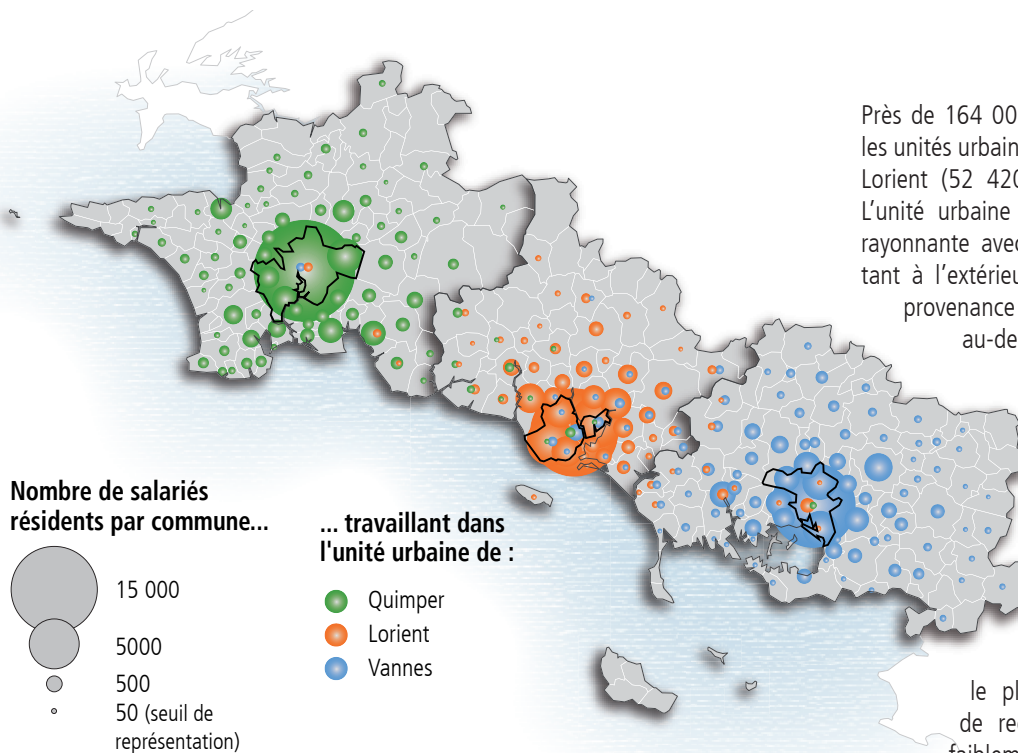 Près de 164 00
les unités urbain
Lorient (52 420
L'unité urbaine
rayonnante avec
tant à l'extérieu
provenance
au-de
Nombre de salariés
résidents par commune...
15 000
5000
500
50 (seuil de
représentation)
... travaillant dans
l'unité urbaine de :
Quimper
Lorient
Vannes
le pl
de re
faiblem